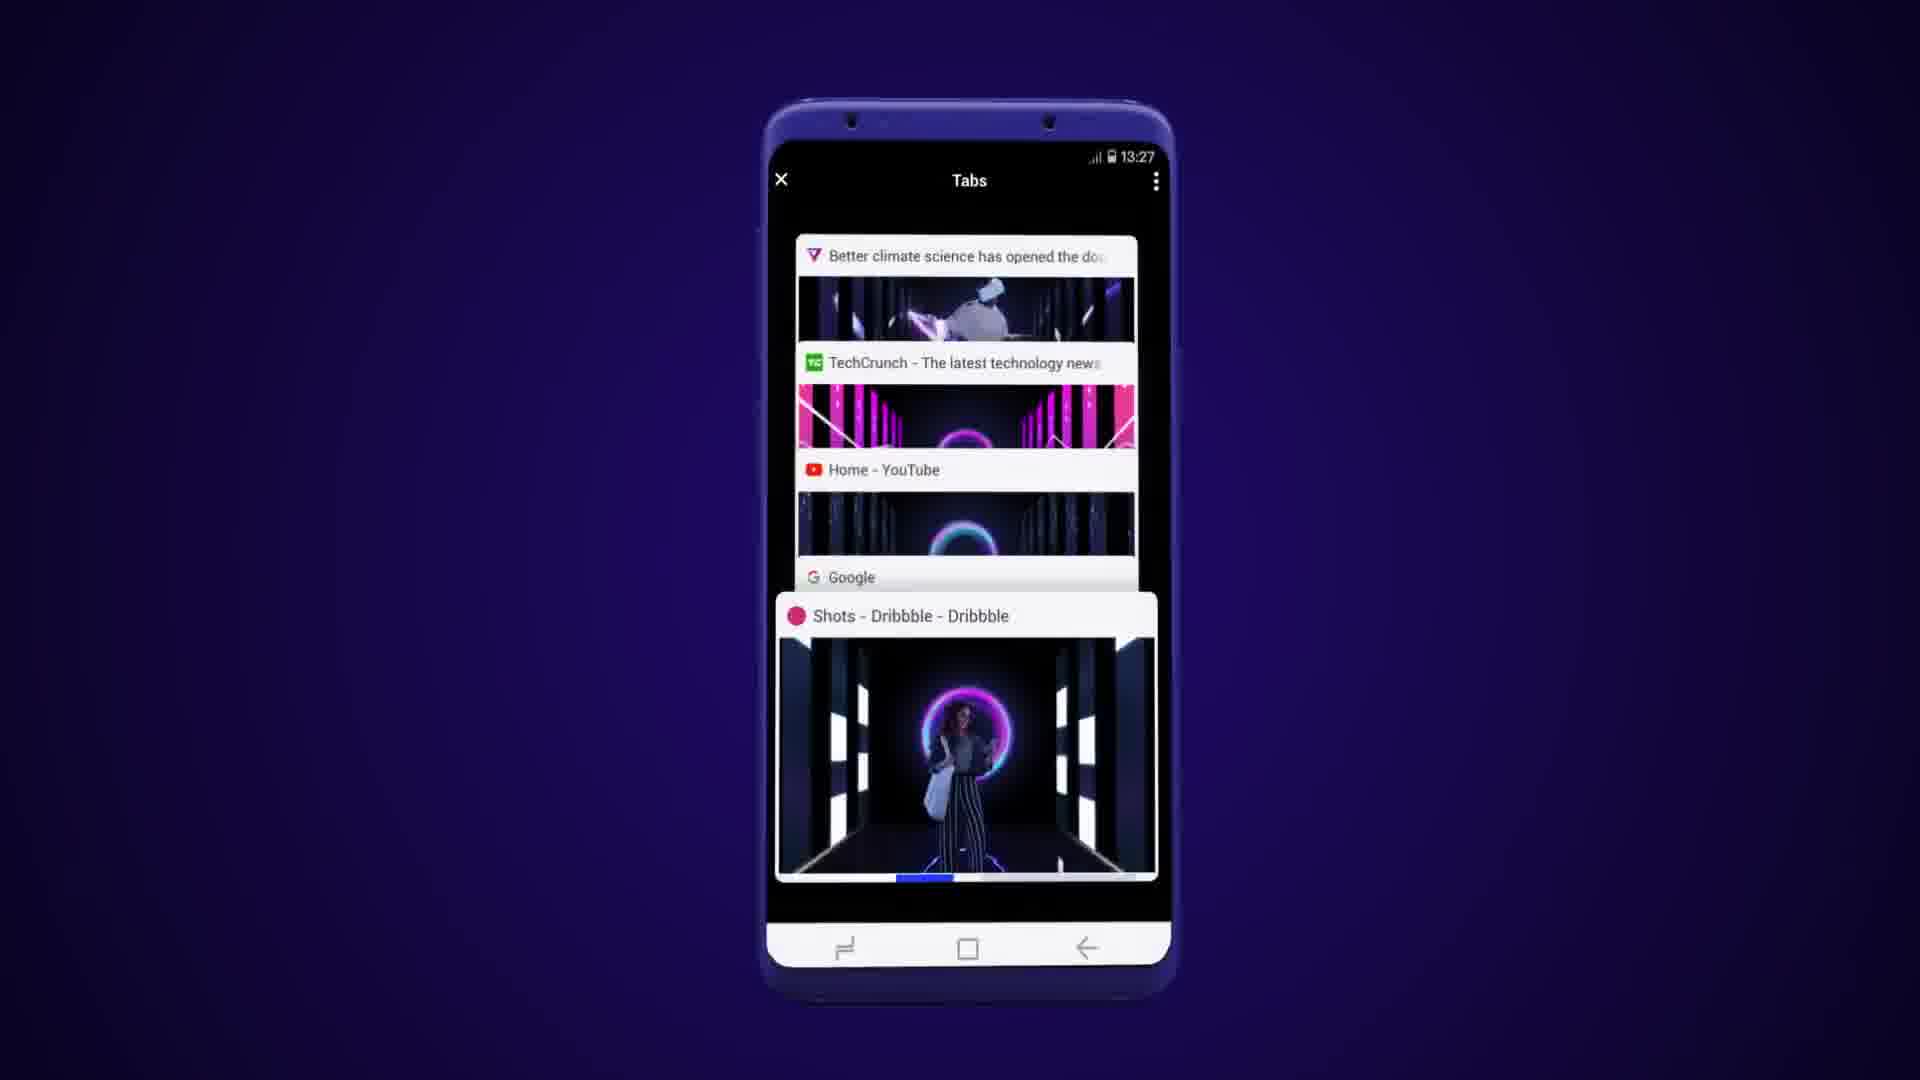 13:27
Tabs
Better climate science has opened the
TechCrunch - The latest technology news
Home - YouTube
Google
Shots - Dribbble - Dribbble